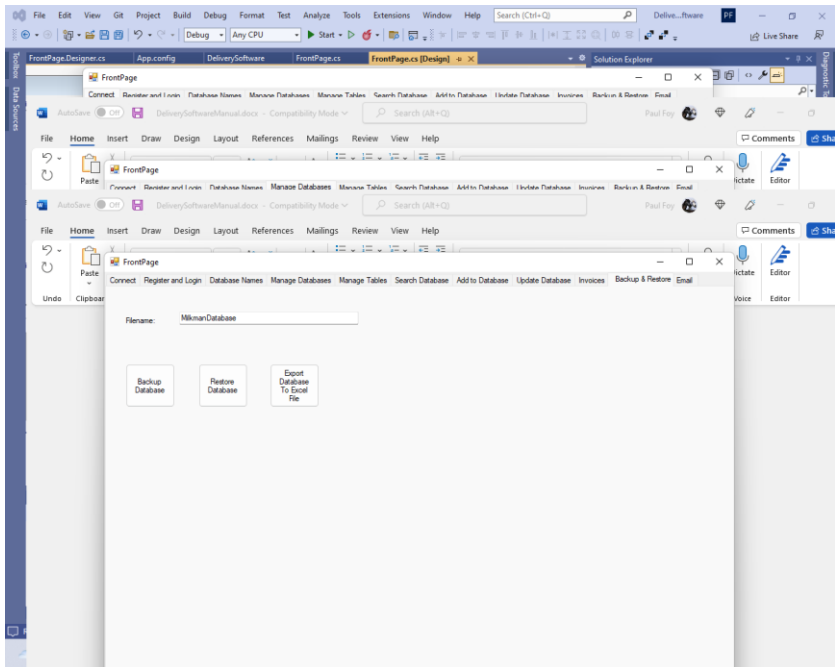 File Edit View Git Project Build Debug Format Test Analyze Tools Extensions Window Help Search (Ctrl+Q) Delive...ftware PF
Debug Any CPU Start Live Share
FrontPage.Designer.cs App.config DeliverySoftware FrontPage.cs FrontPage.cs [Design] Solution Explorer
Toolbox
Data Sources
FrontPage
Connect Register and Login Database Names Manage Databases Manage Tables Search Database Add to Database Update Database Invoices Backup & Restore Email
AutoSave Off DeliverySoftwareManual.docx - Compatibility Mode Search (Alt+Q) Paul Foy
File Home Insert Draw Design Layout References Mailings Review View Help Comments Sha
Paste
FrontPage
ictate Editor
Connect Register and Login Database Names Manage Databases Manage Tables Search Database Add to Database Update Database Invoices Backup & Restore Email
AutoSave Off DeliverySoftwareManual.docx - Compatibility Mode Search (Alt+Q) Paul Foy
File Home Insert Draw Design Layout References Mailings Review View Help Comments Sha
Paste
FrontPage
ictate Editor
Connect Register and Login Database Names Manage Databases Manage Tables Search Database Add to Database Update Database Invoices Backup & Restore Email
Undo Clipboar
Voice Editor
Filename: MilkmanDatabase
Backup
Database
Restore
Database
Export
Database
To Excel
File